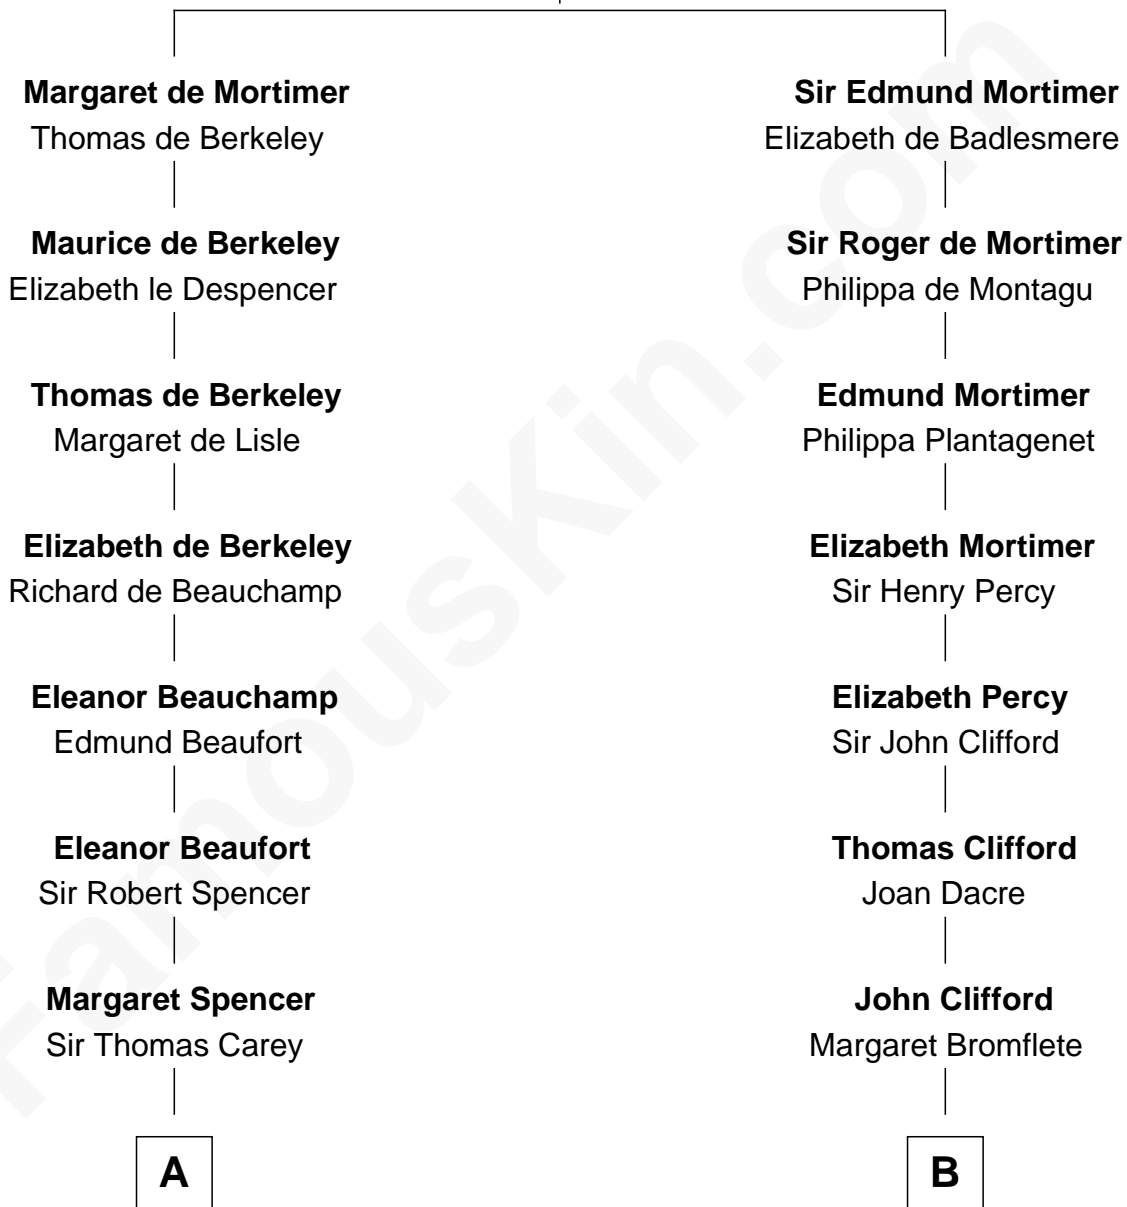 Margaret de Mortimer
Thomas de Berkeley
Maurice de Berkeley
Elizabeth le Despencer
Thomas de Berkeley
Margaret de Lisle
Elizabeth de Berkeley
Richard de Beauchamp
Eleanor Beauchamp
Edmund Beaufort
Eleanor Beaufort
Sir Robert Spencer
Margaret Spencer
Sir Thomas Carey
A
Sir Edmund Mortimer
Elizabeth de Badlesmere
Sir Roger de Mortimer
Philippa de Montagu
Edmund Mortimer
Philippa Plantagenet
Elizabeth Mortimer
Sir Henry Percy
Elizabeth Percy
Sir John Clifford
Thomas Clifford
Joan Dacre
John Clifford
Margaret Bromflete
B
FamousKin.com